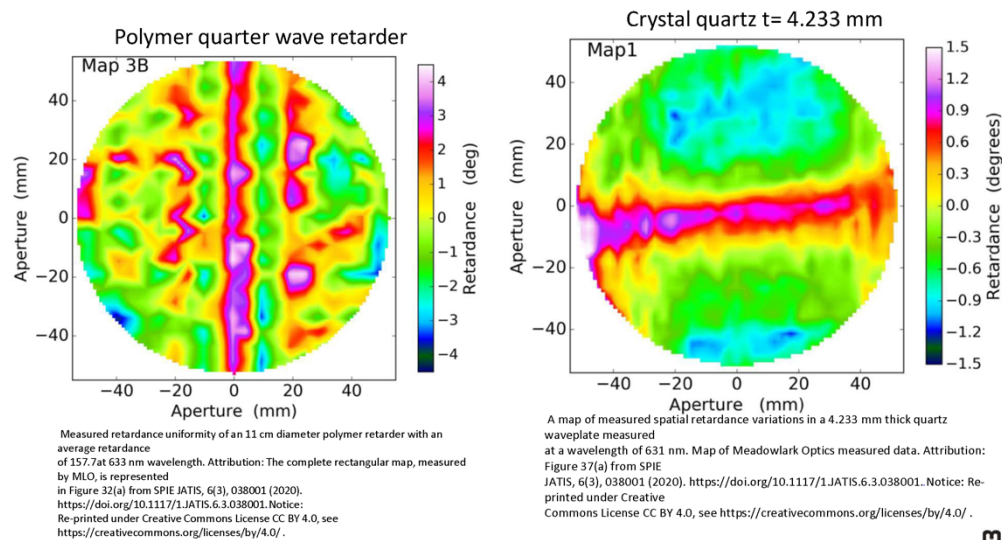 Polymer quarter wave retarder
Map 3B
40
20
0
−20
−40
Aperture (mm)
−40 −20 0 20 40
Aperture (mm)
4
3
2
1
0
−1
−2
−3
−4
Retardance (deg)
Measured retardance uniformity of an 11 cm diameter polymer retarder with an
average retardance
of 157.7at 633 nm wavelength. Attribution: The complete rectangular map, measured
by MLO, is represented
in Figure 32(a) from SPIE JATIS, 6(3), 038001 (2020).
https://doi.org/10.1117/1.JATIS.6.3.038001. Notice:
Re-printed under Creative Commons License CC BY 4.0, see
https://creativecommons.org/licenses/by/4.0/ .
Crystal quartz t= 4.233 mm
Map1
40
20
0
−20
−40
Aperture (mm)
−40 −20 0 20 40
Aperture (mm)
1.5
1.2
0.9
0.6
0.3
0.0
−0.3
−0.6
−0.9
−1.2
−1.5
Retardance (degrees)
A map of measured spatial retardance variations in a 4.233 mm thick quartz
waveplate measured
at a wavelength of 631 nm. Map of Meadowlark Optics measured data. Attribution:
Figure 37(a) from SPIE
JATIS, 6(3), 038001 (2020). https://doi.org/10.1117/1.JATIS.6.3.038001. Notice: Re-
printed under Creative
Commons License CC BY 4.0, see https://creativecommons.org/licenses/by/4.0/ .